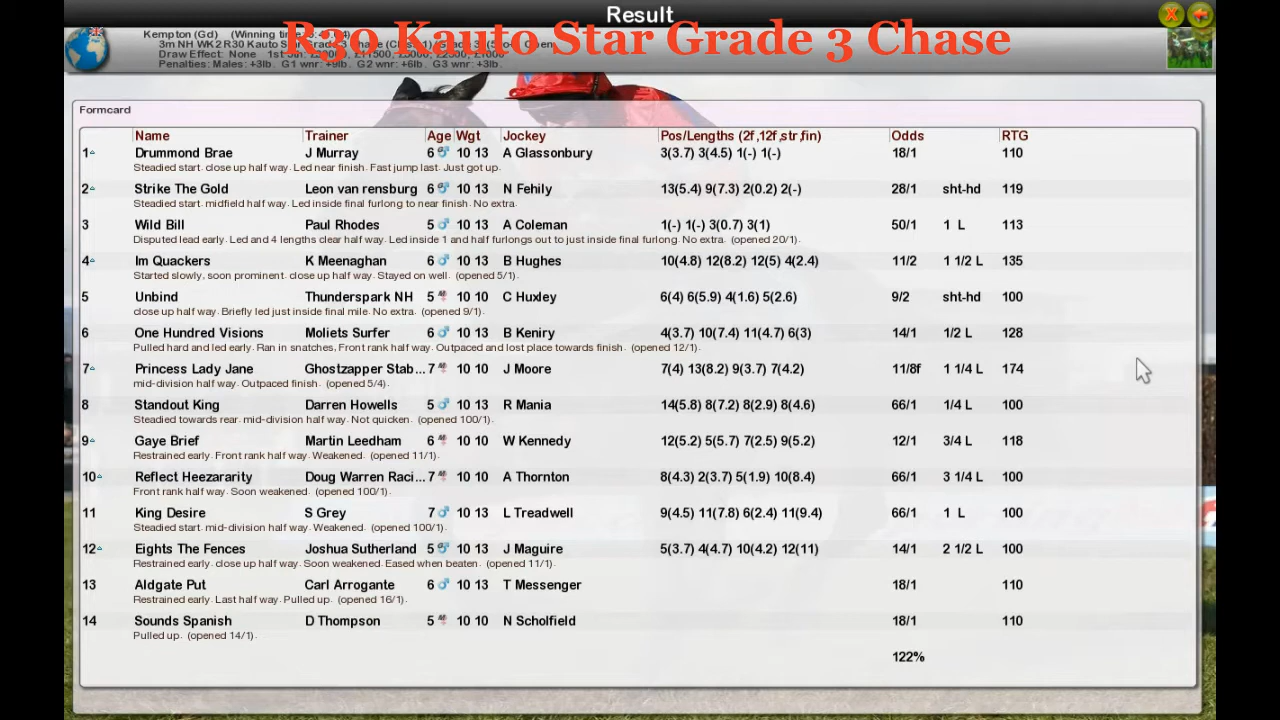 Result
R30 Kauto Star Grade 3 Chase
Kempton (Gd) (Winning time
3m NH WK2 R30 Kauto Star Grade 3 Chase
Draw Effect: None 1st
Penalties: Males: +3lb. G1 wnr: +9lb. G2 wnr: +6lb. G3 wnr: +3lb.
Formcard
Name Trainer Age Wgt Jockey Pos/Lengths (2f,12f,str,fin) Odds RTG
1 Drummond Brae J Murray 6 10 13 A Glassonbury 3(3.7) 3(4.5) 1(-) 1(-) 18/1 110
Steadied start. close up half way. Led near finish. Fast jump last. Just got up.
2 Strike The Gold Leon van rensburg 6 10 13 N Fehily 13(5.4) 9(7.3) 2(0.2) 2(-) 28/1 sht-hd 119
Steadied start. midfield half way. Led inside final furlong to near finish. No extra.
3 Wild Bill Paul Rhodes 5 10 13 A Coleman 1(-) 1(-) 3(0.7) 3(1) 50/1 1 L 113
Disputed lead early. Led and 4 lengths clear half way. Led inside 1 and half furlongs out to just inside final furlong. No extra. (opened 20/1).
4 Im Quackers K Meenaghan 6 10 13 B Hughes 10(4.8) 12(8.2) 12(5) 4(2.4) 11/2 1 1/2 L 135
Started slowly, soon prominent. close up half way. Stayed on well. (opened 5/1).
5 Unbind Thunderspark NH 5 10 10 C Huxley 6(4) 6(5.9) 4(1.6) 5(2.6) 9/2 sht-hd 100
close up half way. Briefly led just inside final mile. No extra. (opened 9/1).
6 One Hundred Visions Moliets Surfer 6 10 13 B Keniry 4(3.7) 10(7.4) 11(4.7) 6(3) 14/1 1/2 L 128
Pulled hard and led early. Ran in snatches, Front rank half way. Outpaced and lost place towards finish. (opened 12/1).
7 Princess Lady Jane Ghostzapper Stab... 7 10 10 J Moore 7(4) 13(8.2) 9(3.7) 7(4.2) 11/8f 1 1/4 L 174
mid-division half way. Outpaced finish. (opened 5/4).
8 Standout King Darren Howells 5 10 13 R Mania 14(5.8) 8(7.2) 8(2.9) 8(4.6) 66/1 1/4 L 100
Steadied towards rear. mid-division half way. Not quicken. (opened 100/1).
9 Gaye Brief Martin Leedham 6 10 10 W Kennedy 12(5.2) 5(5.7) 7(2.5) 9(5.2) 12/1 3/4 L 118
Restrained early. Front rank half way. Weakened. (opened 11/1).
10 Reflect Heezararity Doug Warren Raci... 7 10 10 A Thornton 8(4.3) 2(3.7) 5(1.9) 10(8.4) 66/1 3 1/4 L 100
Front rank half way. Soon weakened. (opened 100/1).
11 King Desire S Grey 7 10 13 L Treadwell 9(4.5) 11(7.8) 6(2.4) 11(9.4) 66/1 1 L 100
Steadied start. mid-division half way. Weakened. (opened 100/1).
12 Eights The Fences Joshua Sutherland 5 10 13 J Maguire 5(3.7) 4(4.7) 10(4.2) 12(11) 14/1 2 1/2 L 100
Restrained early. close up half way. Soon weakened. Eased when beaten. (opened 11/1).
13 Aldgate Put Carl Arrogante 6 10 13 T Messenger 18/1 110
Restrained early. Last half way. Pulled up. (opened 16/1).
14 Sounds Spanish D Thompson 5 10 10 N Scholfield 18/1 110
Pulled up. (opened 14/1).
122%